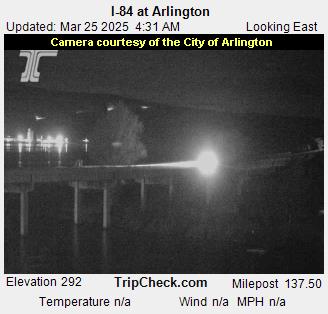 I-84 at Arlington
Updated: Mar 25 2025 4:31 AM Looking East
Camera courtesy of the City of Arlington
Elevation 292 TripCheck.com Milepost 137.50
Temperature n/a Wind n/a MPH n/a